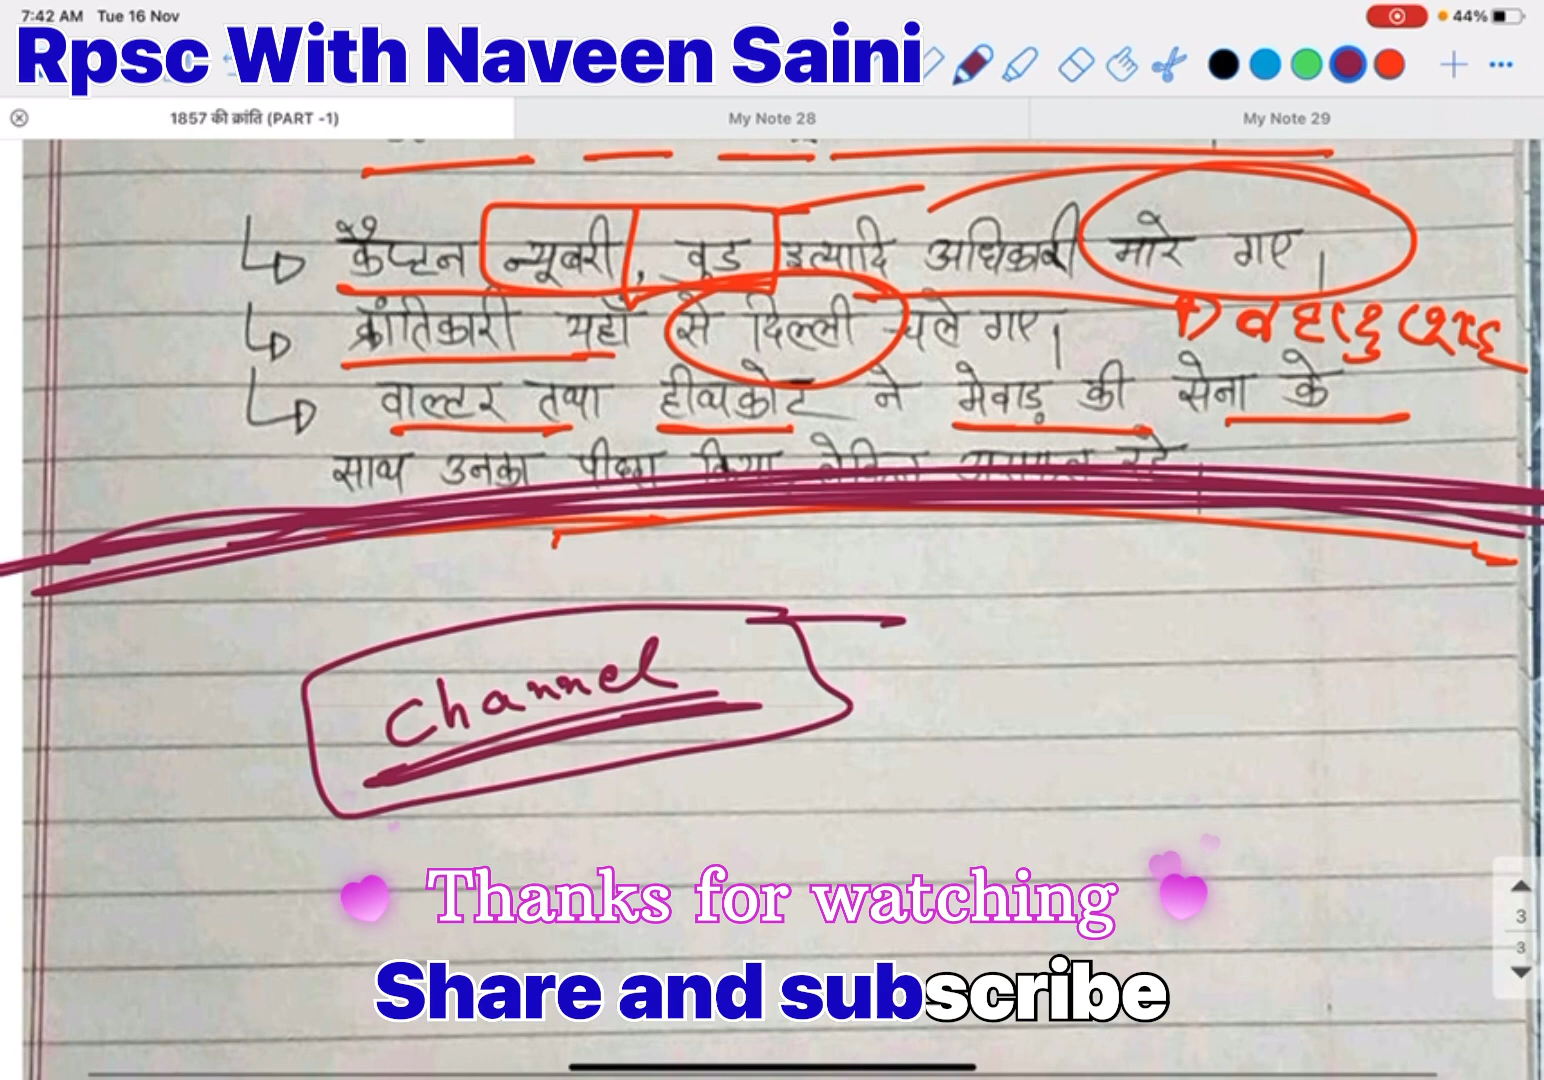 7:42 AM Tue 16 Nov
44%
Rpsc With Naveen Saini
1857 की क्रांति (PART -1)
My Note 28
My Note 29
कैप्टन न्यूबरी, वुड इत्यादि अधिकारी मारे गए।
क्रांतिकारी यहाँ से दिल्ली चले गए।
वाल्टर तथा हीथकोट ने मेवाड़ की सेना के
साथ उनका पीछा किया लेकिन असफल रहे
Channel
Thanks for watching
Share and subscribe
3
3